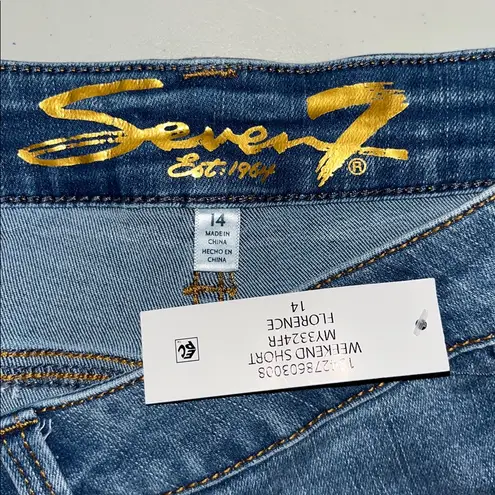 Seven7
Est: 1984
®
14
MADE IN
CHINA
HECHO EN
CHINA
WEEKEND SHORT
MY3324FR
FLORENCE
14